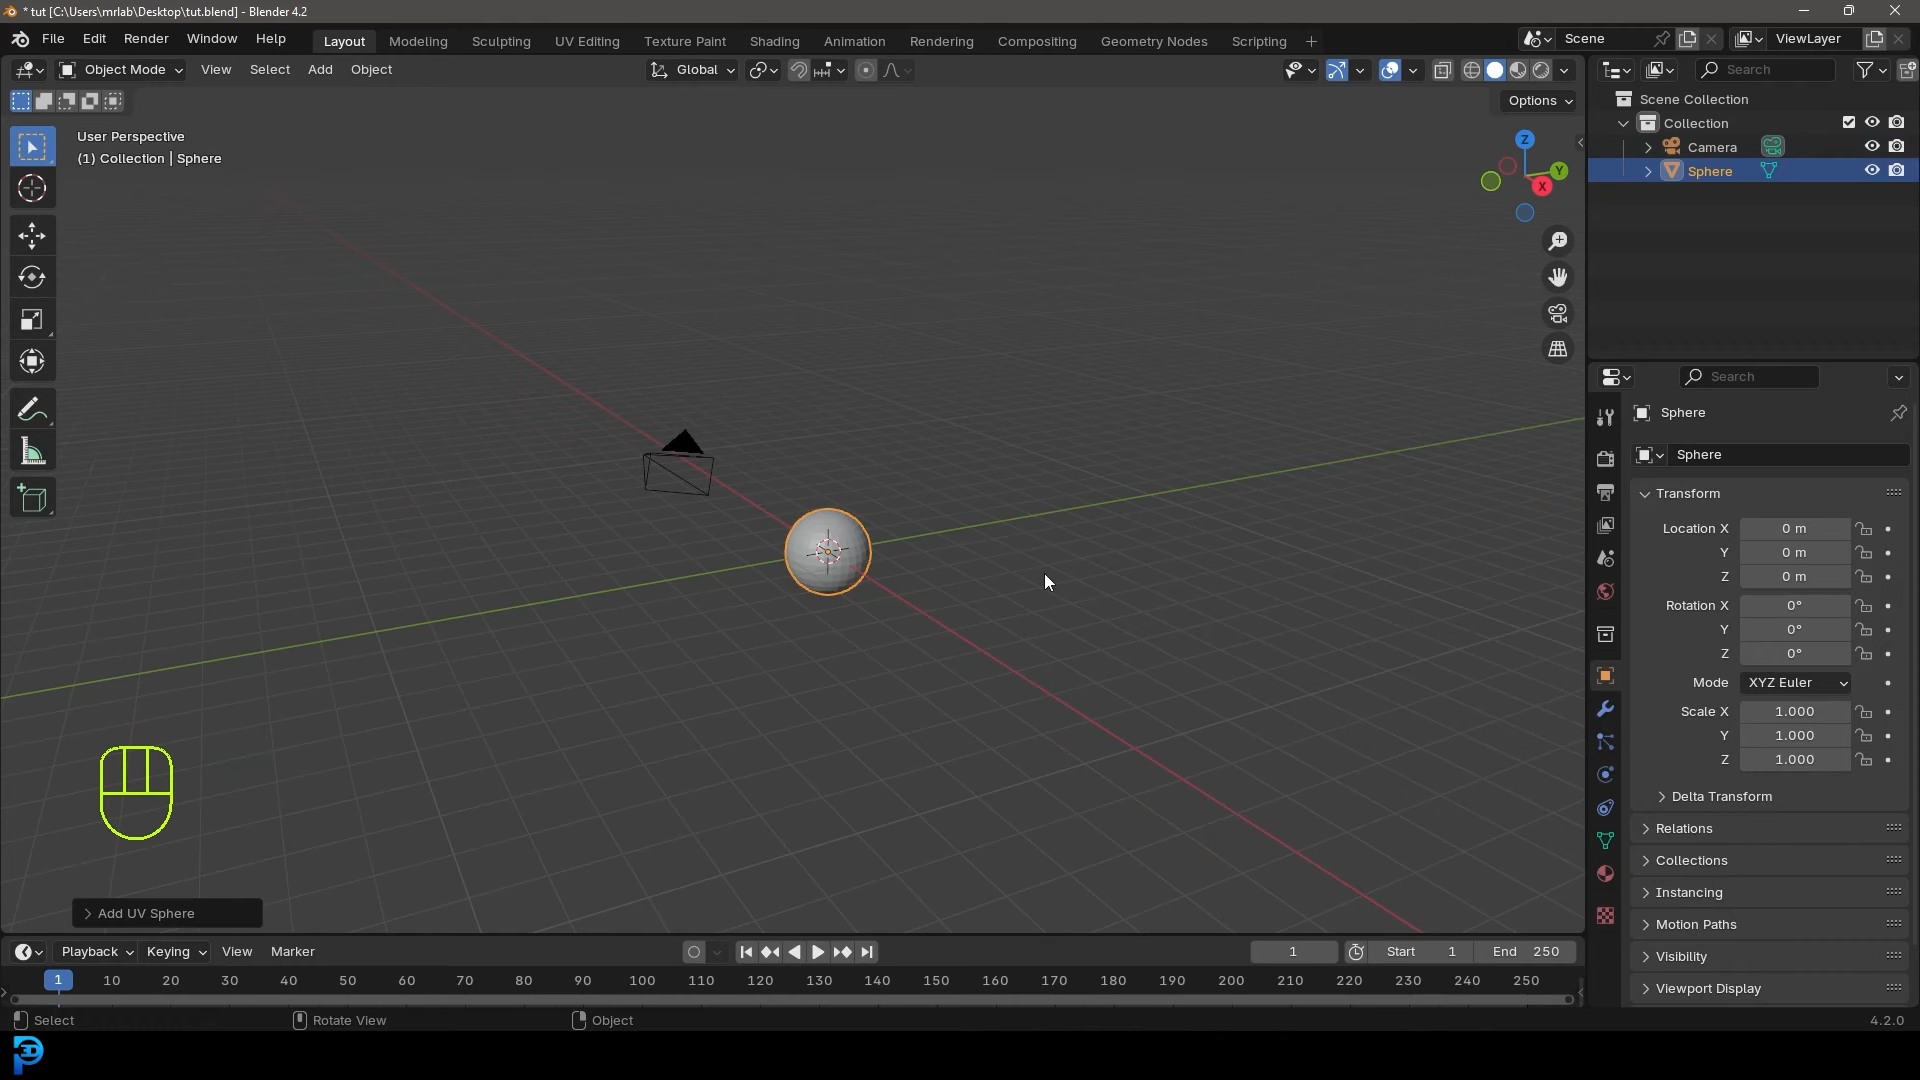 * tut [C:\Users\mrlab\Desktop\tut.blend] - Blender 4.2
File Edit Render Window Help Layout Modeling Sculpting UV Editing Texture Paint Shading Animation Rendering Compositing Geometry Nodes Scripting + Scene ViewLayer
Object Mode View Select Add Object Global Search
Options
User Perspective
(1) Collection | Sphere
Z
Y
X
Scene Collection
Collection
Camera
Sphere
Search
Sphere
Sphere
Transform
Location X 0 m
Y 0 m
Z 0 m
Rotation X 0°
Y 0°
Z 0°
Mode XYZ Euler
Scale X 1.000
Y 1.000
Z 1.000
Delta Transform
Relations
Collections
Instancing
Motion Paths
Visibility
Viewport Display
Add UV Sphere
Playback Keying View Marker 1 Start 1 End 250
1 10 20 30 40 50 60 70 80 90 100 110 120 130 140 150 160 170 180 190 200 210 220 230 240 250
Select Rotate View Object 4.2.0